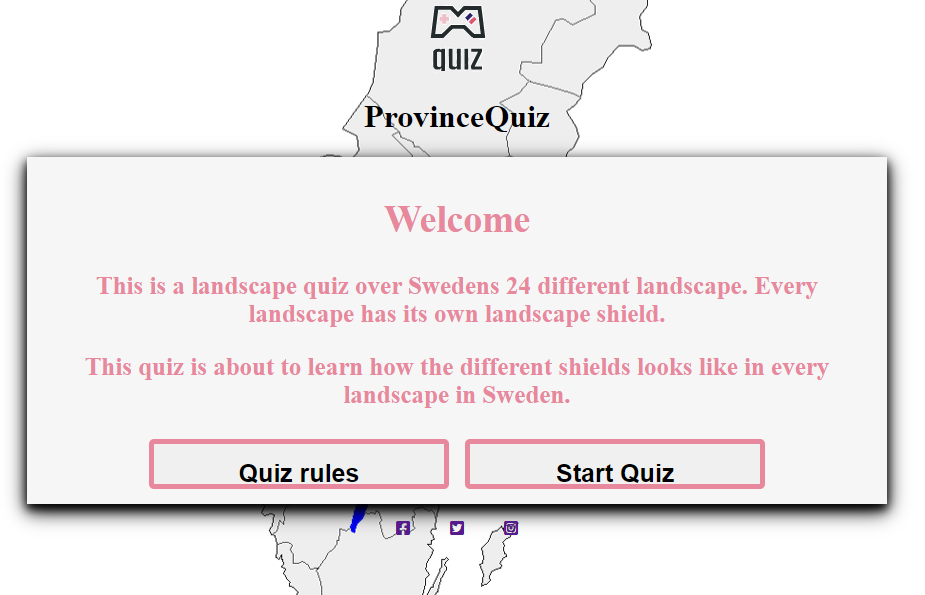 quiz
ProvinceQuiz
Welcome
This is a landscape quiz over Swedens 24 different landscape. Every
landscape has its own landscape shield.
This quiz is about to learn how the different shields looks like in every
landscape in Sweden.
Quiz rules
Start Quiz